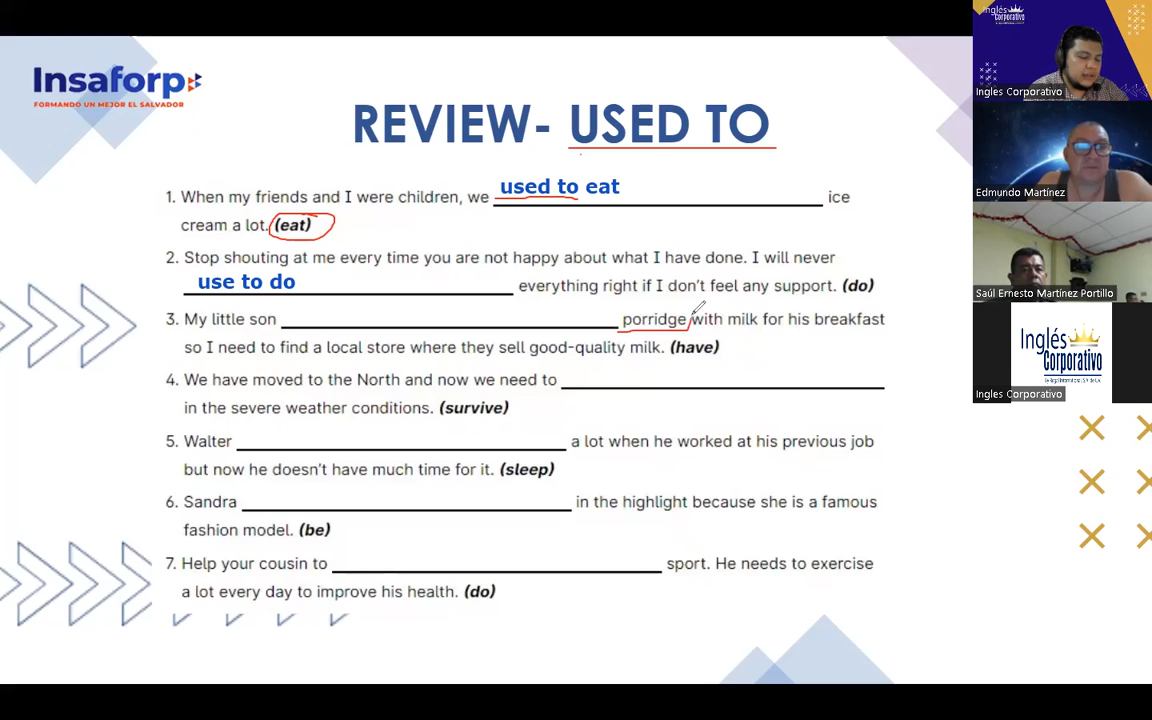 Insaforp
FORMANDO UN MEJOR EL SALVADOR
REVIEW- USED TO
1. When my friends and I were children, we used to eat ice
cream a lot. (eat)
2. Stop shouting at me every time you are not happy about what I have done. I will never
use to do everything right if I don't feel any support. (do)
3. My little son porridge with milk for his breakfast
so I need to find a local store where they sell good-quality milk. (have)
4. We have moved to the North and now we need to
in the severe weather conditions. (survive)
5. Walter a lot when he worked at his previous job
but now he doesn't have much time for it. (sleep)
6. Sandra in the highlight because she is a famous
fashion model. (be)
7. Help your cousin to sport. He needs to exercise
a lot every day to improve his health. (do)
Inglés
Corporativo
Ingles Corporativo
Edmundo Martínez
Saúl Ernesto Martínez Portillo
Inglés
Corporativo
Ingles Corporativo